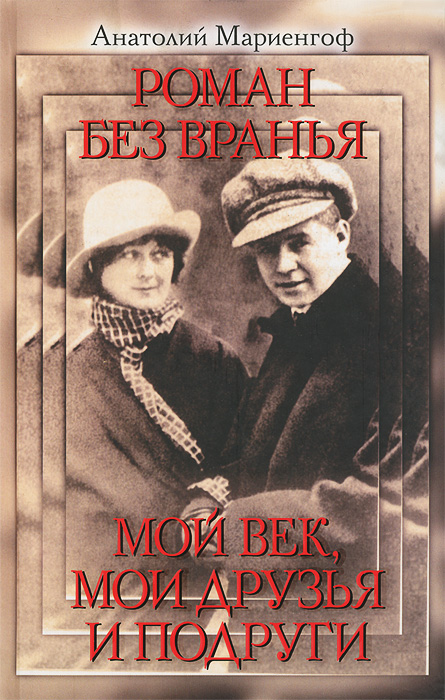 Анатолий Мариенгоф
РОМАН
БЕЗ ВРАНЬЯ
МОЙ ВЕК,
МОИ ДРУЗЬЯ
И ПОДРУГИ